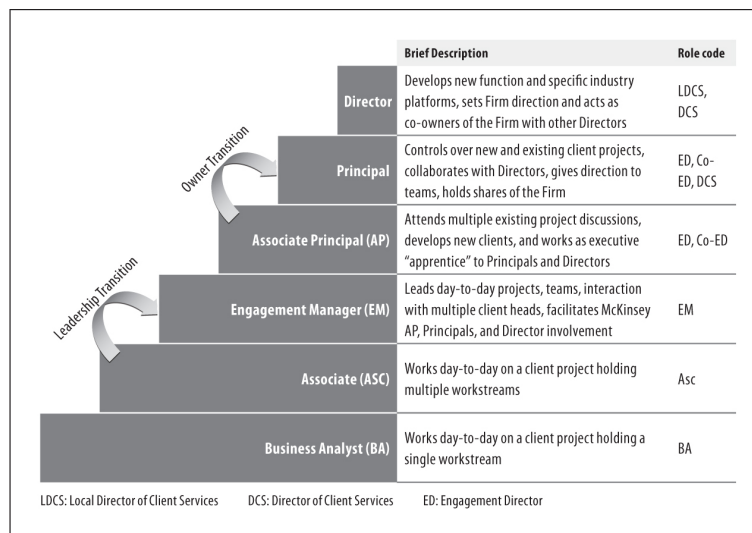 Brief Description Role code
Director
Develops new function and specific industry
platforms, sets Firm direction and acts as
co-owners of the Firm with other Directors
LDCS,
DCS
Owner Transition
Principal
Controls over new and existing client projects,
collaborates with Directors, gives direction to
teams, holds shares of the Firm
ED, Co-
ED, DCS
Associate Principal (AP)
Attends multiple existing project discussions,
develops new clients, and works as executive
“apprentice” to Principals and Directors
ED, Co-ED
Leadership Transition
Engagement Manager (EM)
Leads day-to-day projects, teams, interaction
with multiple client heads, facilitates McKinsey
AP, Principals, and Director involvement
EM
Associate (ASC)
Works day-to-day on a client project holding
multiple workstreams
Asc
Business Analyst (BA)
Works day-to-day on a client project holding a
single workstream
BA
LDCS: Local Director of Client Services DCS: Director of Client Services ED: Engagement Director